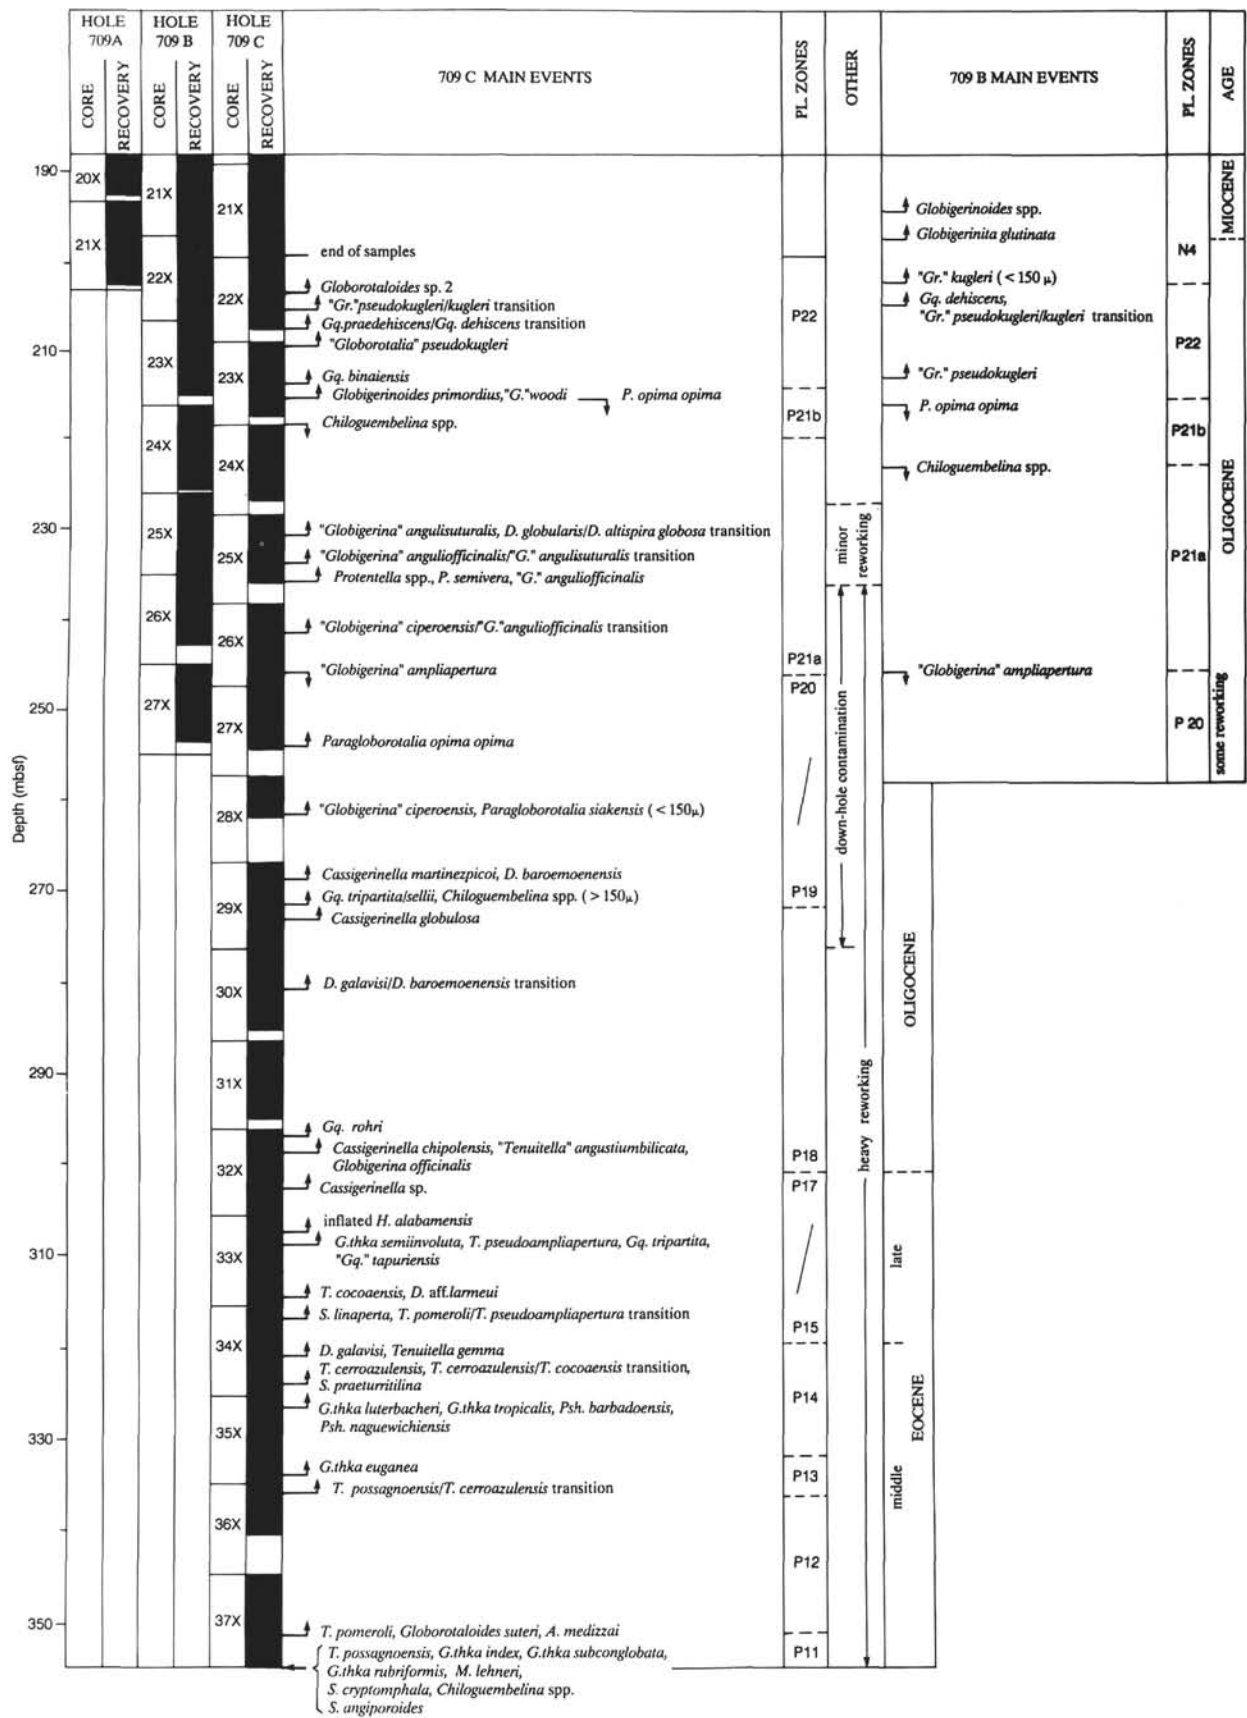 HOLE
709A
HOLE
709 B
HOLE
709 C
CORE
RECOVERY
CORE
RECOVERY
CORE
RECOVERY
709 C MAIN EVENTS
PL. ZONES
OTHER
709 B MAIN EVENTS
PL. ZONES
AGE
Depth (mbsf)
190
210
230
250
270
290
310
330
350
20X
21X
21X
22X
23X
24X
25X
26X
27X
21X
22X
23X
24X
25X
26X
27X
28X
29X
30X
31X
32X
33X
34X
35X
36X
37X
end of samples
Globorotaloides sp. 2
"Gr."pseudokugleri/kugleri transition
Gq.praedehiscens/Gq. dehiscens transition
"Globorotalia" pseudokugleri
Gq. binaiensis
Globigerinoides primordius,"G."woodi
P. opima opima
Chiloguembelina spp.
"Globigerina" angulisuturalis, D. globularis/D. altispira globosa transition
"Globigerina" anguliofficinalis/"G." angulisuturalis transition
Protentella spp., P. semivera, "G." anguliofficinalis
"Globigerina" ciperoensis/"G."anguliofficinalis transition
"Globigerina" ampliapertura
Paragloborotalia opima opima
"Globigerina" ciperoensis, Paragloborotalia siakensis (< 150μ)
Cassigerinella martinezpicoi, D. baroemoenensis
Gq. tripartita/sellii, Chiloguembelina spp. (> 150μ)
Cassigerinella globulosa
D. galavisi/D. baroemoenensis transition
Gq. rohri
Cassigerinella chipolensis, "Tenuitella" angustiumbilicata,
Globigerina officinalis
Cassigerinella sp.
inflated H. alabamensis
G.thka semiinvoluta, T. pseudoampliapertura, Gq. tripartita,
"Gq." tapuriensis
T. cocoaensis, D. aff.larmeui
S. linaperta, T. pomeroli/T. pseudoampliapertura transition
D. galavisi, Tenuitella gemma
T. cerroazulensis, T. cerroazulensis/T. cocoaensis transition,
S. praeturritilina
G.thka luterbacheri, G.thka tropicalis, Psh. barbadoensis,
Psh. naguewichiensis
G.thka euganea
T. possagnoensis/T. cerroazulensis transition
T. pomeroli, Globorotaloides suteri, A. medizzai
T. possagnoensis, G.thka index, G.thka subconglobata,
G.thka rubriformis, M. lehneri,
S. cryptomphala, Chiloguembelina spp.
S. angiporoides
P22
P21b
P21a
P20
P19
P18
P17
P15
P14
P13
P12
P11
minor
reworking
down-hole contamination
heavy reworking
Globigerinoides spp.
Globigerinita glutinata
"Gr." kugleri (< 150 μ)
Gq. dehiscens,
"Gr." pseudokugleri/kugleri transition
"Gr." pseudokugleri
P. opima opima
Chiloguembelina spp.
"Globigerina" ampliapertura
N4
P22
P21b
P21a
P 20
MIOCENE
OLIGOCENE
some reworking
OLIGOCENE
late
middle
EOCENE